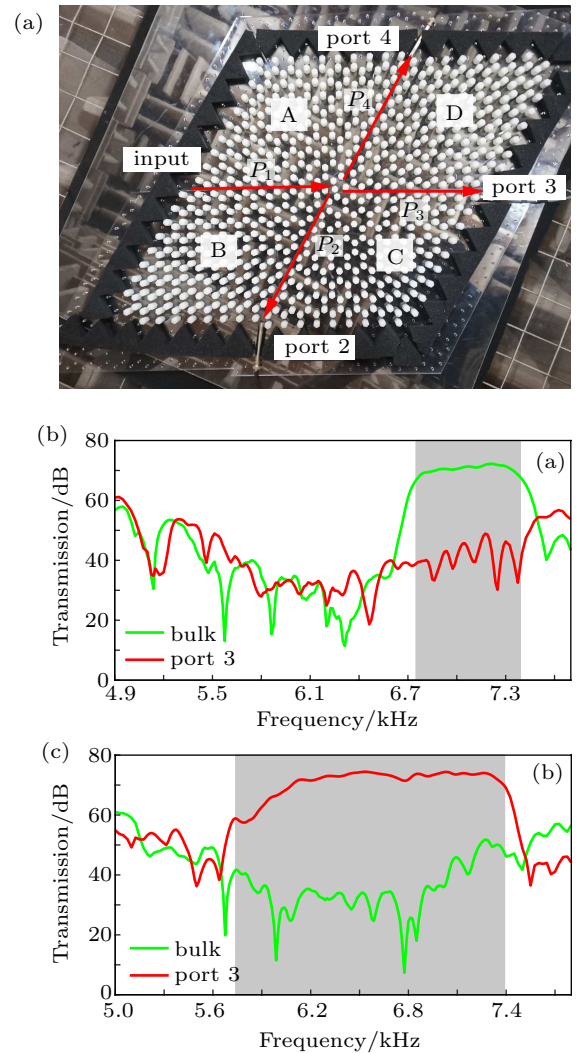 (a)
port 4
A
P4
D
input
P1
port 3
P3
B
P2
C
port 2
(b)
80
(a)
60
40
20
0
Transmission/dB
bulk
port 3
4.9 5.5 6.1 6.7 7.3
Frequency/kHz
(c)
80
(b)
60
40
20
0
Transmission/dB
bulk
port 3
5.0 5.6 6.2 6.8 7.4
Frequency/kHz